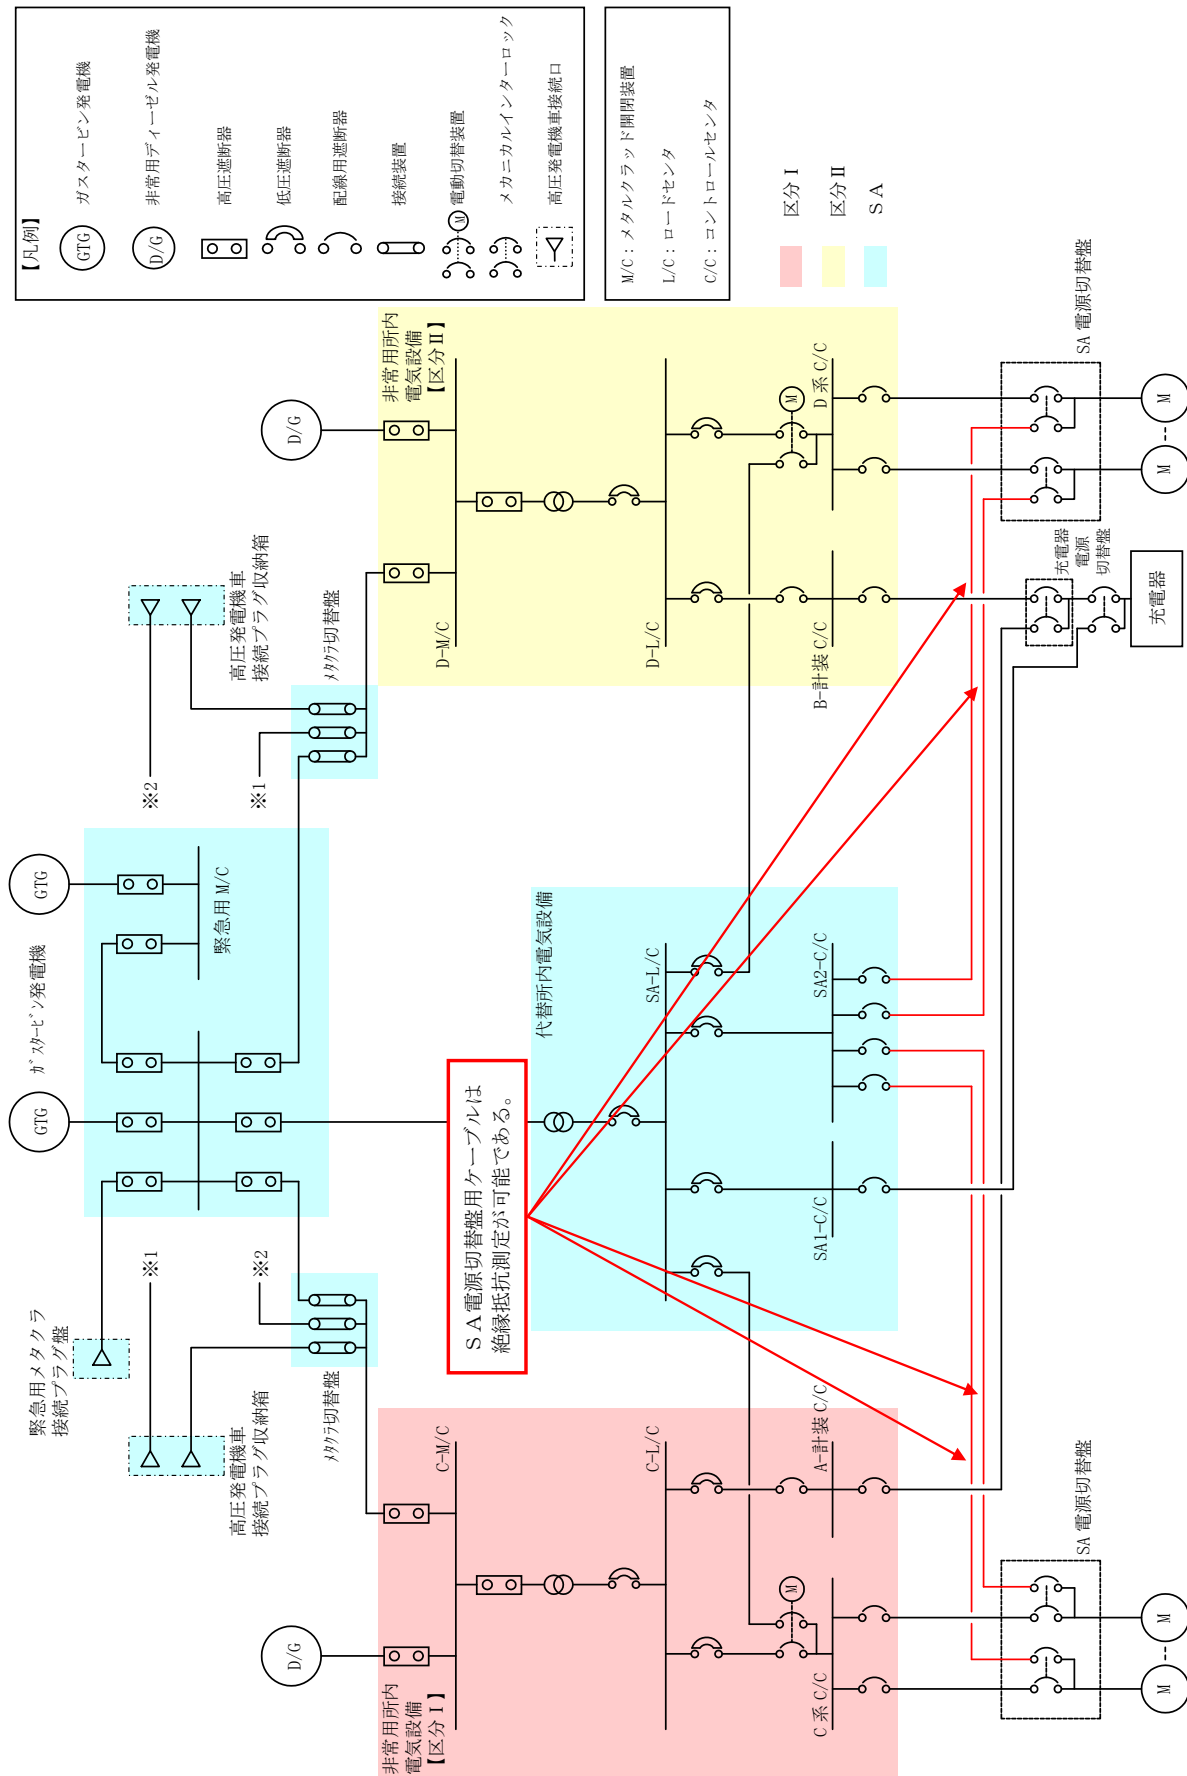 【凡例】
GTG
ガスタービン発電機
D/G
非常用ディーゼル発電機
高圧遮断器
低圧遮断器
配線用遮断器
接続装置
M
電動切替装置
メカニカルインターロック
高圧発電機車接続口
M/C：メタルクラッド開閉装置
L/C：ロードセンタ
C/C：コントロールセンタ
区分Ⅰ
区分Ⅱ
ＳＡ
緊急用メタクラ
接続プラグ盤
GTG
ｶﾞｽﾀｰﾋﾞﾝ発電機
GTG
緊急用 M/C
※1
※2
高圧発電機車
接続プラグ収納箱
ﾒﾀｸﾗ切替盤
※2
※1
高圧発電機車
接続プラグ収納箱
ﾒﾀｸﾗ切替盤
D/G
非常用所内
電気設備
【区分Ⅰ】
C-M/C
C-L/C
M
C 系 C/C
A-計装 C/C
ＳＡ電源切替盤用ケーブルは
絶縁抵抗測定が可能である。
代替所内電気設備
SA-L/C
SA1-C/C
SA2-C/C
D/G
非常用所内
電気設備
【区分Ⅱ】
D-M/C
D-L/C
M
B-計装 C/C
D 系 C/C
SA 電源切替盤
M
M
充電器
電源
切替盤
充電器
SA 電源切替盤
M
M